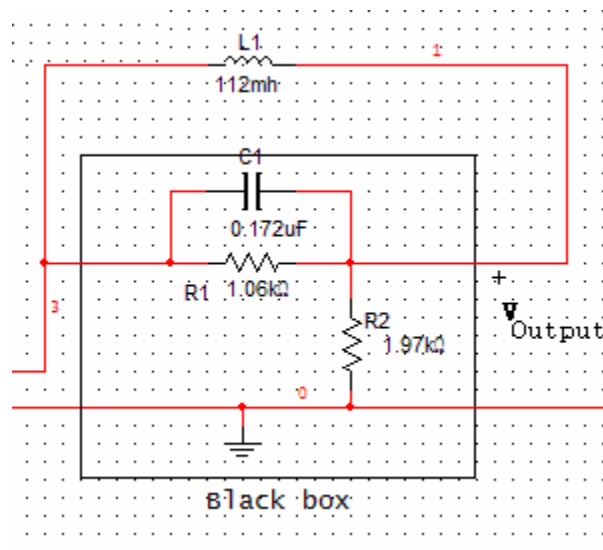 L1
1
112mh
C1
0.172uF
R1 1.06kΩ
+
3
V
Output
R2
1.97kΩ
0
Black box